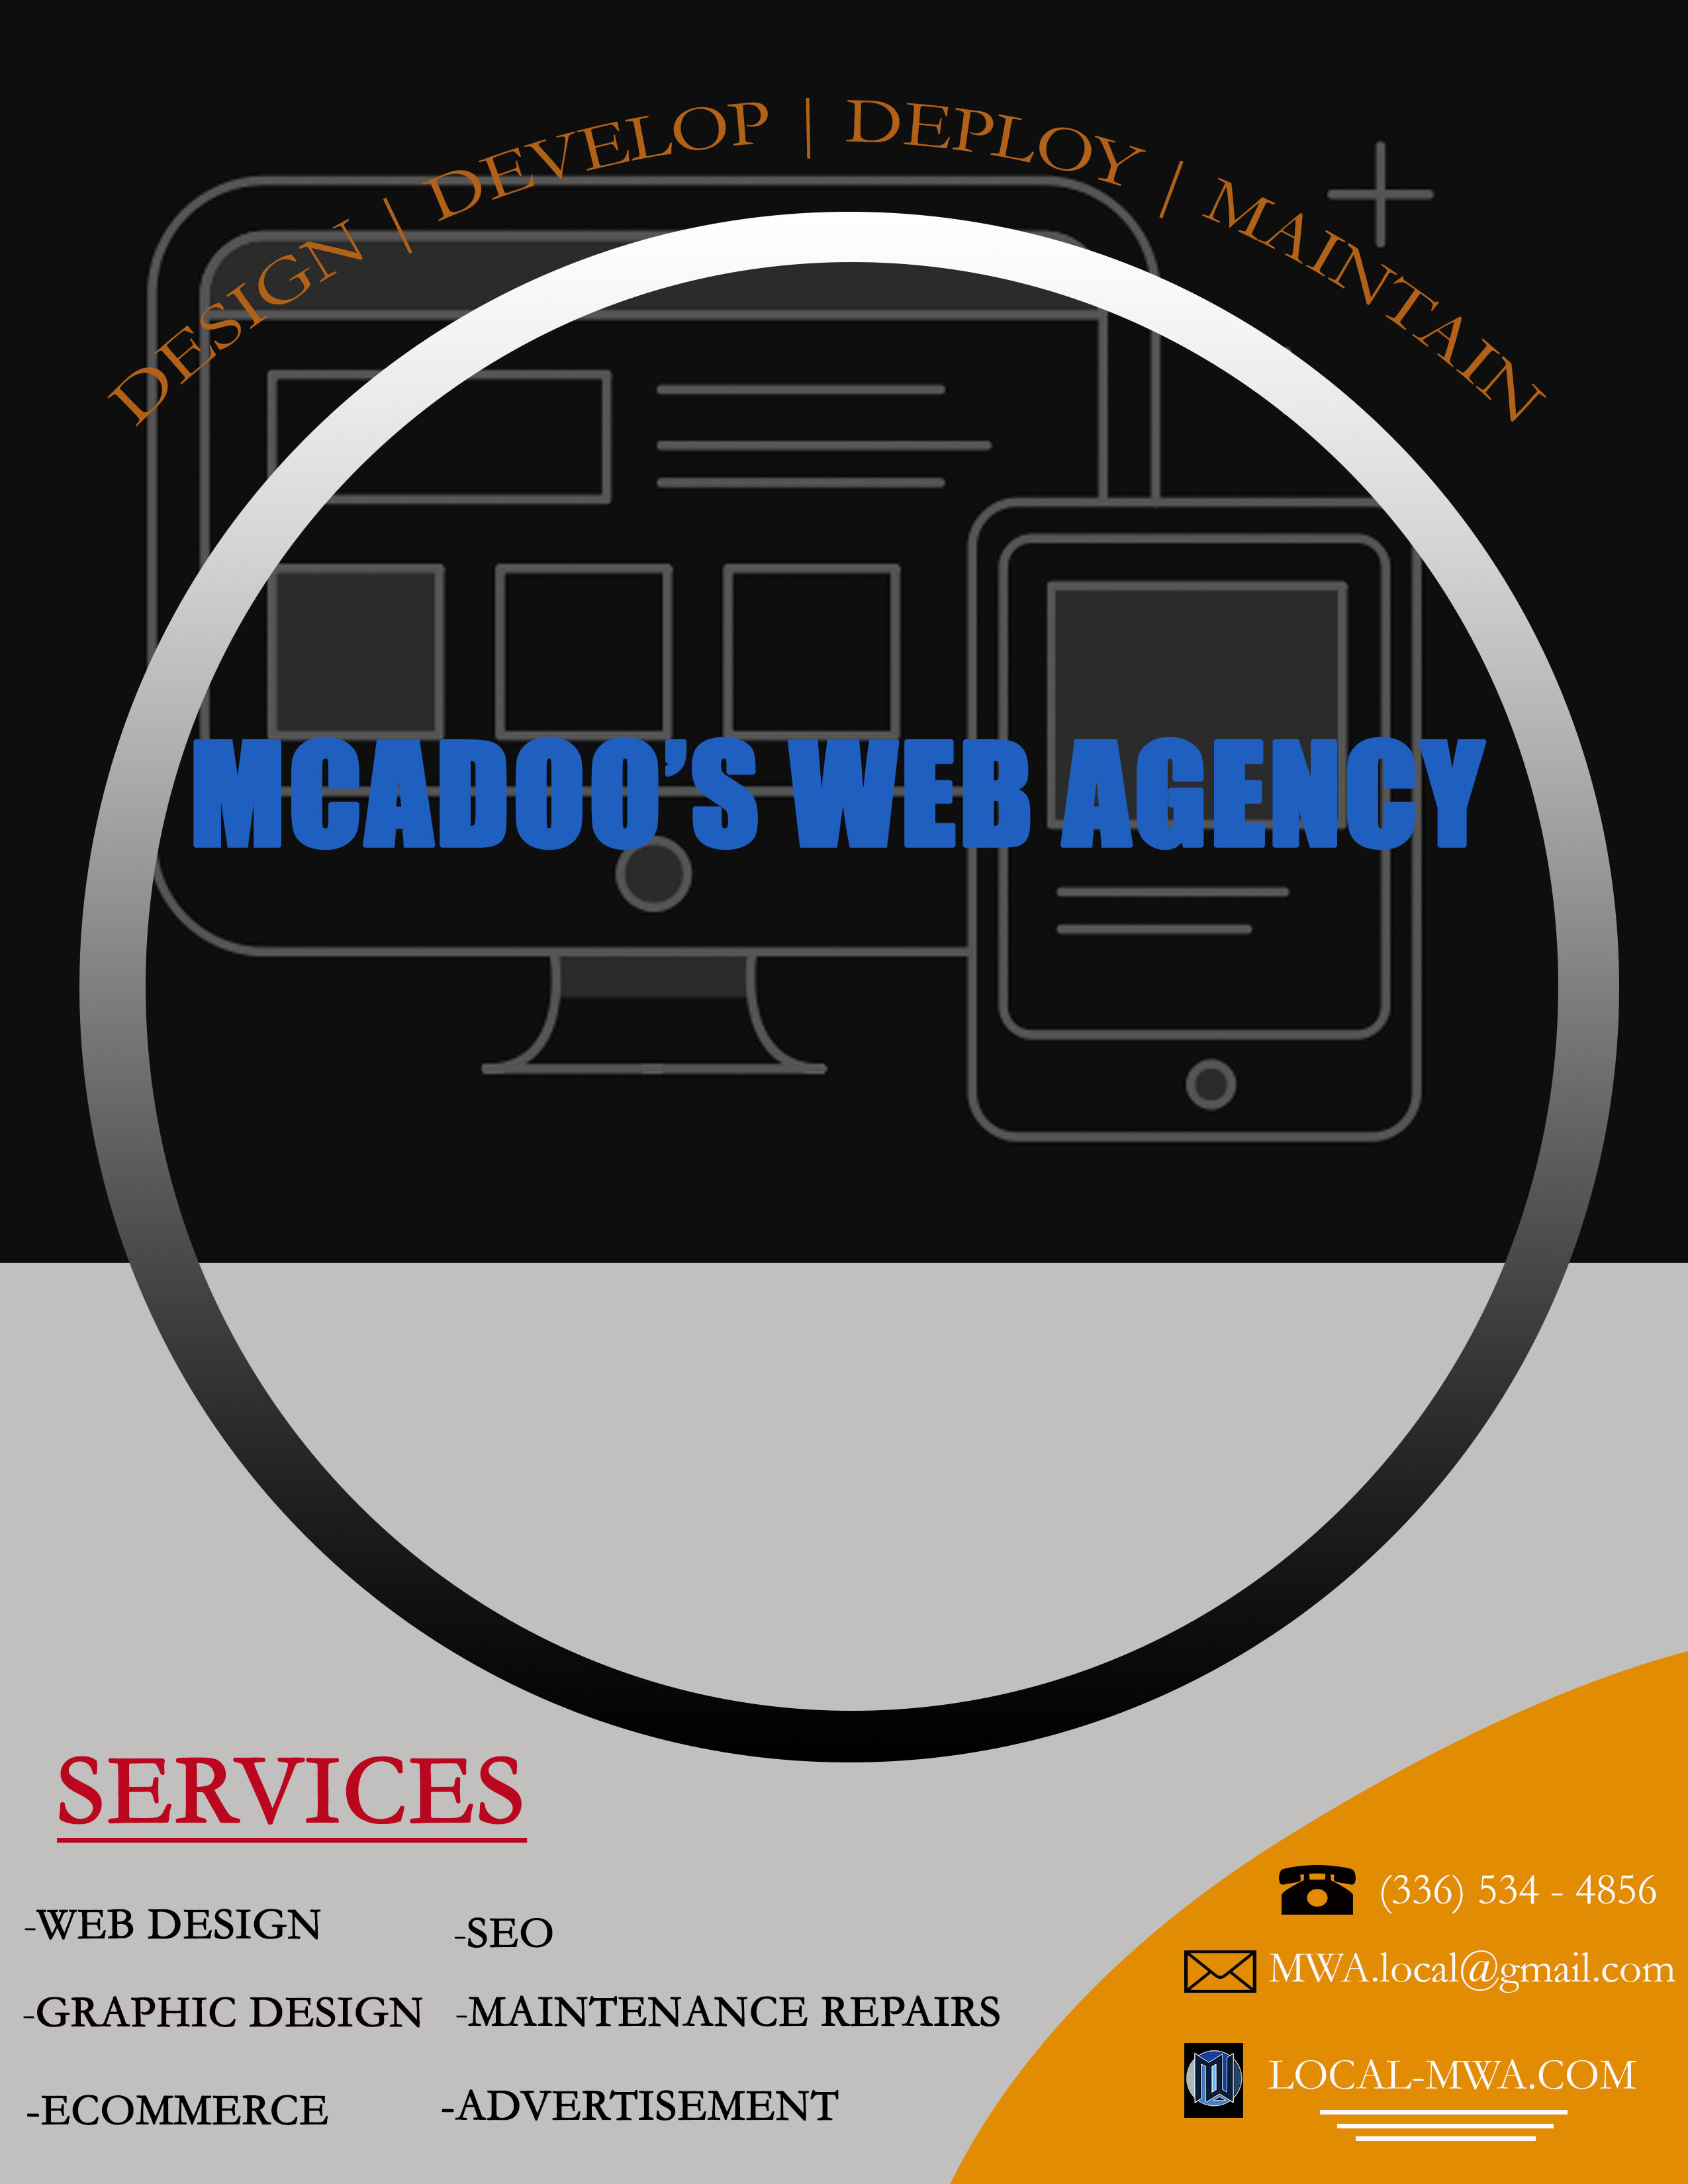 DESIGN | DEVELOP | DEPLOY | MAINTAIN
MCADOO'S WEB AGENCY
SERVICES
-WEB DESIGN
-GRAPHIC DESIGN
-ECOMMERCE
-SEO
-MAINTENANCE REPAIRS
-ADVERTISEMENT
(336) 534 - 4856
MWA.local@gmail.com
LOCAL-MWA.COM